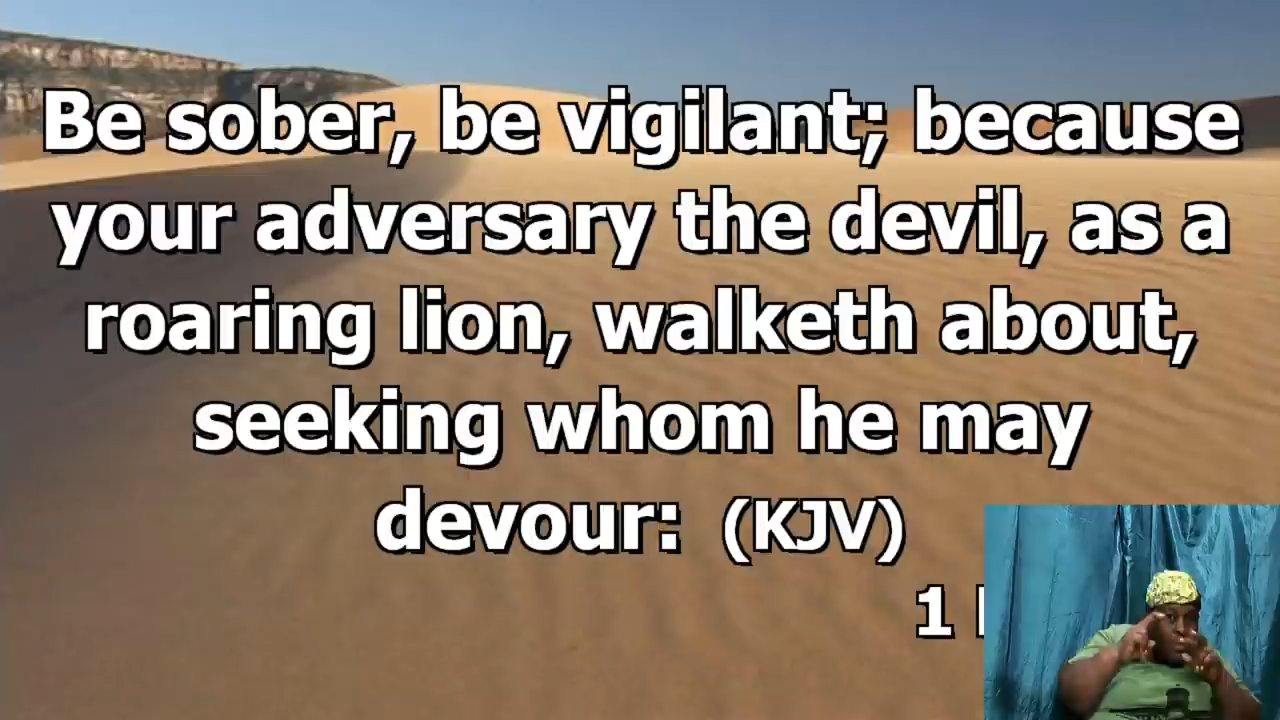 Be sober, be vigilant; because
your adversary the devil, as a
roaring lion, walketh about,
seeking whom he may
devour: (KJV)
1